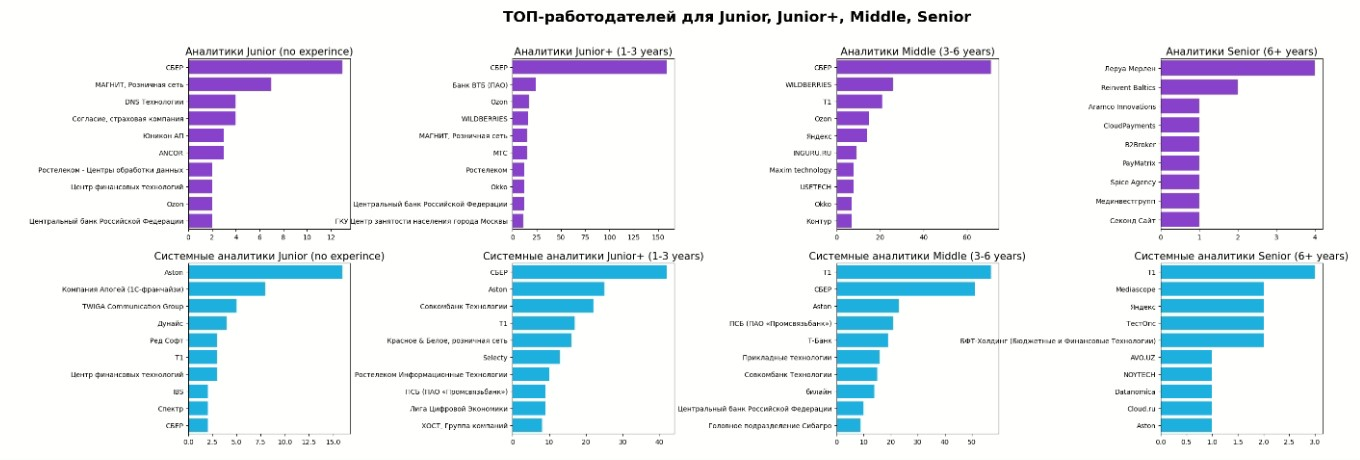 ТОП-работодателей для Junior, Junior+, Middle, Senior
Аналитики Junior (no experince)
СБЕР
МАГНИТ, Розничная сеть
DNS Технологии
Согласие, страховая компания
Юникон АП
ANCOR
Ростелеком - Центры обработки данных
Центр финансовых технологий
Ozon
Центральный банк Российской Федерации
0 2 4 6 8 10 12
Аналитики Junior+ (1-3 years)
СБЕР
Банк ВТБ (ПАО)
Ozon
WILDBERRIES
МАГНИТ, Розничная сеть
МТС
Ростелеком
Okko
Центральный банк Российской Федерации
ГКУ Центр занятости населения города Москвы
0 25 50 75 100 125 150
Аналитики Middle (3-6 years)
СБЕР
WILDBERRIES
T1
Ozon
Яндекс
INGURU.RU
Maxim technology
USETECH
Okko
Контур
0 20 40 60
Аналитики Senior (6+ years)
Леруа Мерлен
Reinvent Baltics
Aramco Innovations
CloudPayments
B2Broker
PayMatrix
Spice Agency
Мединвестгрупп
Секонд Сайт
0 1 2 3 4
Системные аналитики Junior (no experince)
Aston
Компания Апогей (1С-франчайзи)
TWIGA Communication Group
Дунайс
Ред Софт
T1
Центр финансовых технологий
IBS
Спектр
СБЕР
0.0 2.5 5.0 7.5 10.0 12.5 15.0
Системные аналитики Junior+ (1-3 years)
СБЕР
Aston
Совкомбанк Технологии
T1
Красное & Белое, розничная сеть
Selecty
Ростелеком Информационные Технологии
ПСБ (ПАО «Промсвязьбанк»)
Лига Цифровой Экономики
ХОСТ, Группа компаний
0 10 20 30 40
Системные аналитики Middle (3-6 years)
T1
СБЕР
Aston
ПСБ (ПАО «Промсвязьбанк»)
Т-Банк
Прикладные технологии
Совкомбанк Технологии
билайн
Центральный банк Российской Федерации
Головное подразделение Сибагро
0 10 20 30 40 50
Системные аналитики Senior (6+ years)
T1
Mediascope
Яндекс
ТестОпс
БФТ-Холдинг (Бюджетные и Финансовые Технологии)
AVO.UZ
NOYTECH
Datanomica
Cloud.ru
Aston
0.0 0.5 1.0 1.5 2.0 2.5 3.0